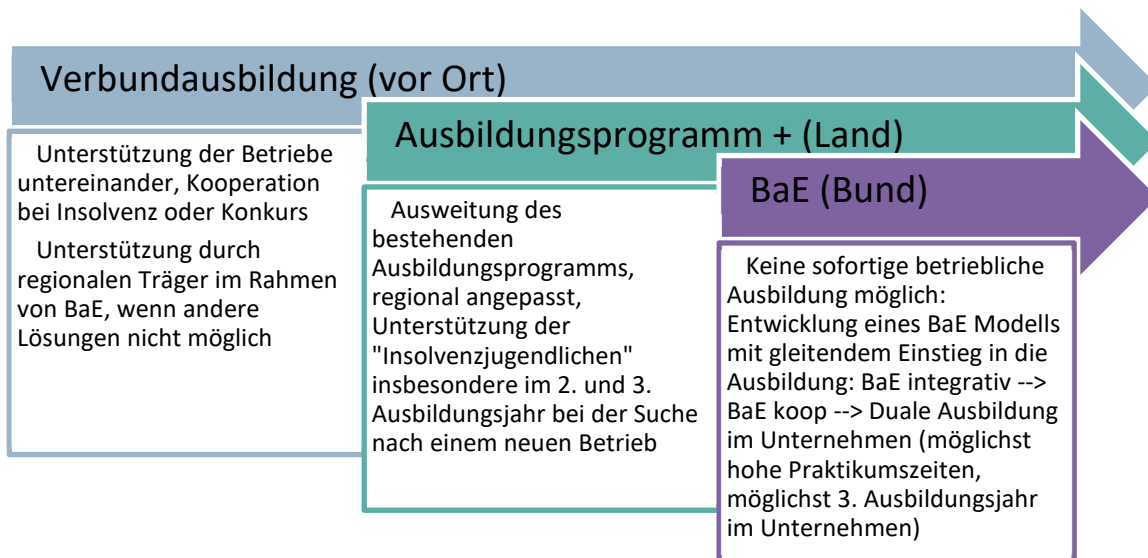 Verbundausbildung (vor Ort)
Unterstützung der Betriebe
untereinander, Kooperation
bei Insolvenz oder Konkurs
Unterstützung durch
regionalen Träger im Rahmen
von BaE, wenn andere
Lösungen nicht möglich
Ausbildungsprogramm + (Land)
Ausweitung des
bestehenden
Ausbildungsprogramms,
regional angepasst,
Unterstützung der
"Insolvenzjugendlichen"
insbesondere im 2. und 3.
Ausbildungsjahr bei der Suche
nach einem neuen Betrieb
BaE (Bund)
Keine sofortige betriebliche
Ausbildung möglich:
Entwicklung eines BaE Modells
mit gleitendem Einstieg in die
Ausbildung: BaE integrativ -->
BaE koop --> Duale Ausbildung
im Unternehmen (möglichst
hohe Praktikumszeiten,
möglichst 3. Ausbildungsjahr
im Unternehmen)